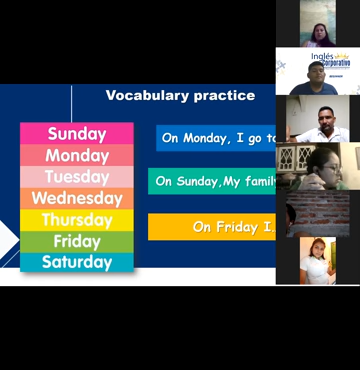 Vocabulary practice
Sunday
Monday
Tuesday
Wednesday
Thursday
Friday
Saturday
On Monday, I go to
On Sunday,My family
On Friday I.
Inglés
Corporativo